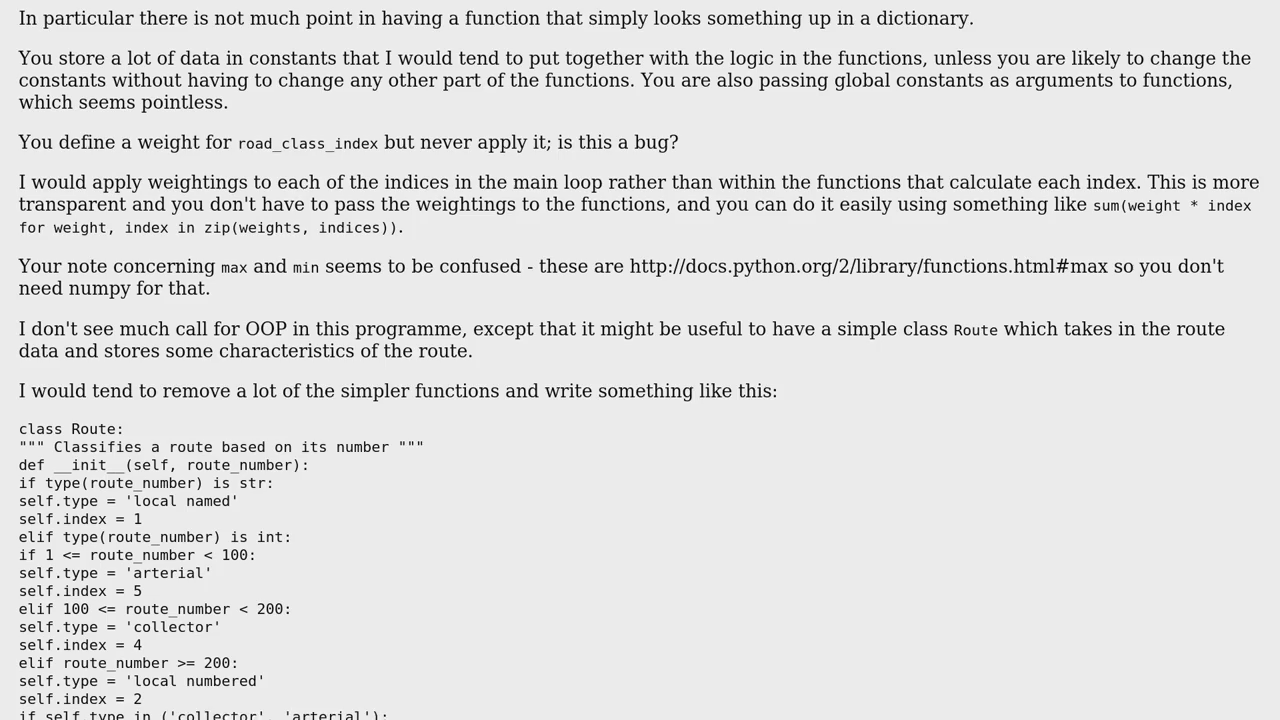 In particular there is not much point in having a function that simply looks something up in a dictionary.
You store a lot of data in constants that I would tend to put together with the logic in the functions, unless you are likely to change the
constants without having to change any other part of the functions. You are also passing global constants as arguments to functions,
which seems pointless.
You define a weight for road_class_index but never apply it; is this a bug?
I would apply weightings to each of the indices in the main loop rather than within the functions that calculate each index. This is more
transparent and you don't have to pass the weightings to the functions, and you can do it easily using something like sum(weight * index
for weight, index in zip(weights, indices)).
Your note concerning max and min seems to be confused - these are http://docs.python.org/2/library/functions.html#max so you don't
need numpy for that.
I don't see much call for OOP in this programme, except that it might be useful to have a simple class Route which takes in the route
data and stores some characteristics of the route.
I would tend to remove a lot of the simpler functions and write something like this:
class Route:
""" Classifies a route based on its number """
def __init__(self, route_number):
if type(route_number) is str:
self.type = 'local named'
self.index = 1
elif type(route_number) is int:
if 1 <= route_number < 100:
self.type = 'arterial'
self.index = 5
elif 100 <= route_number < 200:
self.type = 'collector'
self.index = 4
elif route_number >= 200:
self.type = 'local numbered'
self.index = 2
if self.type in ('collector', 'arterial'):